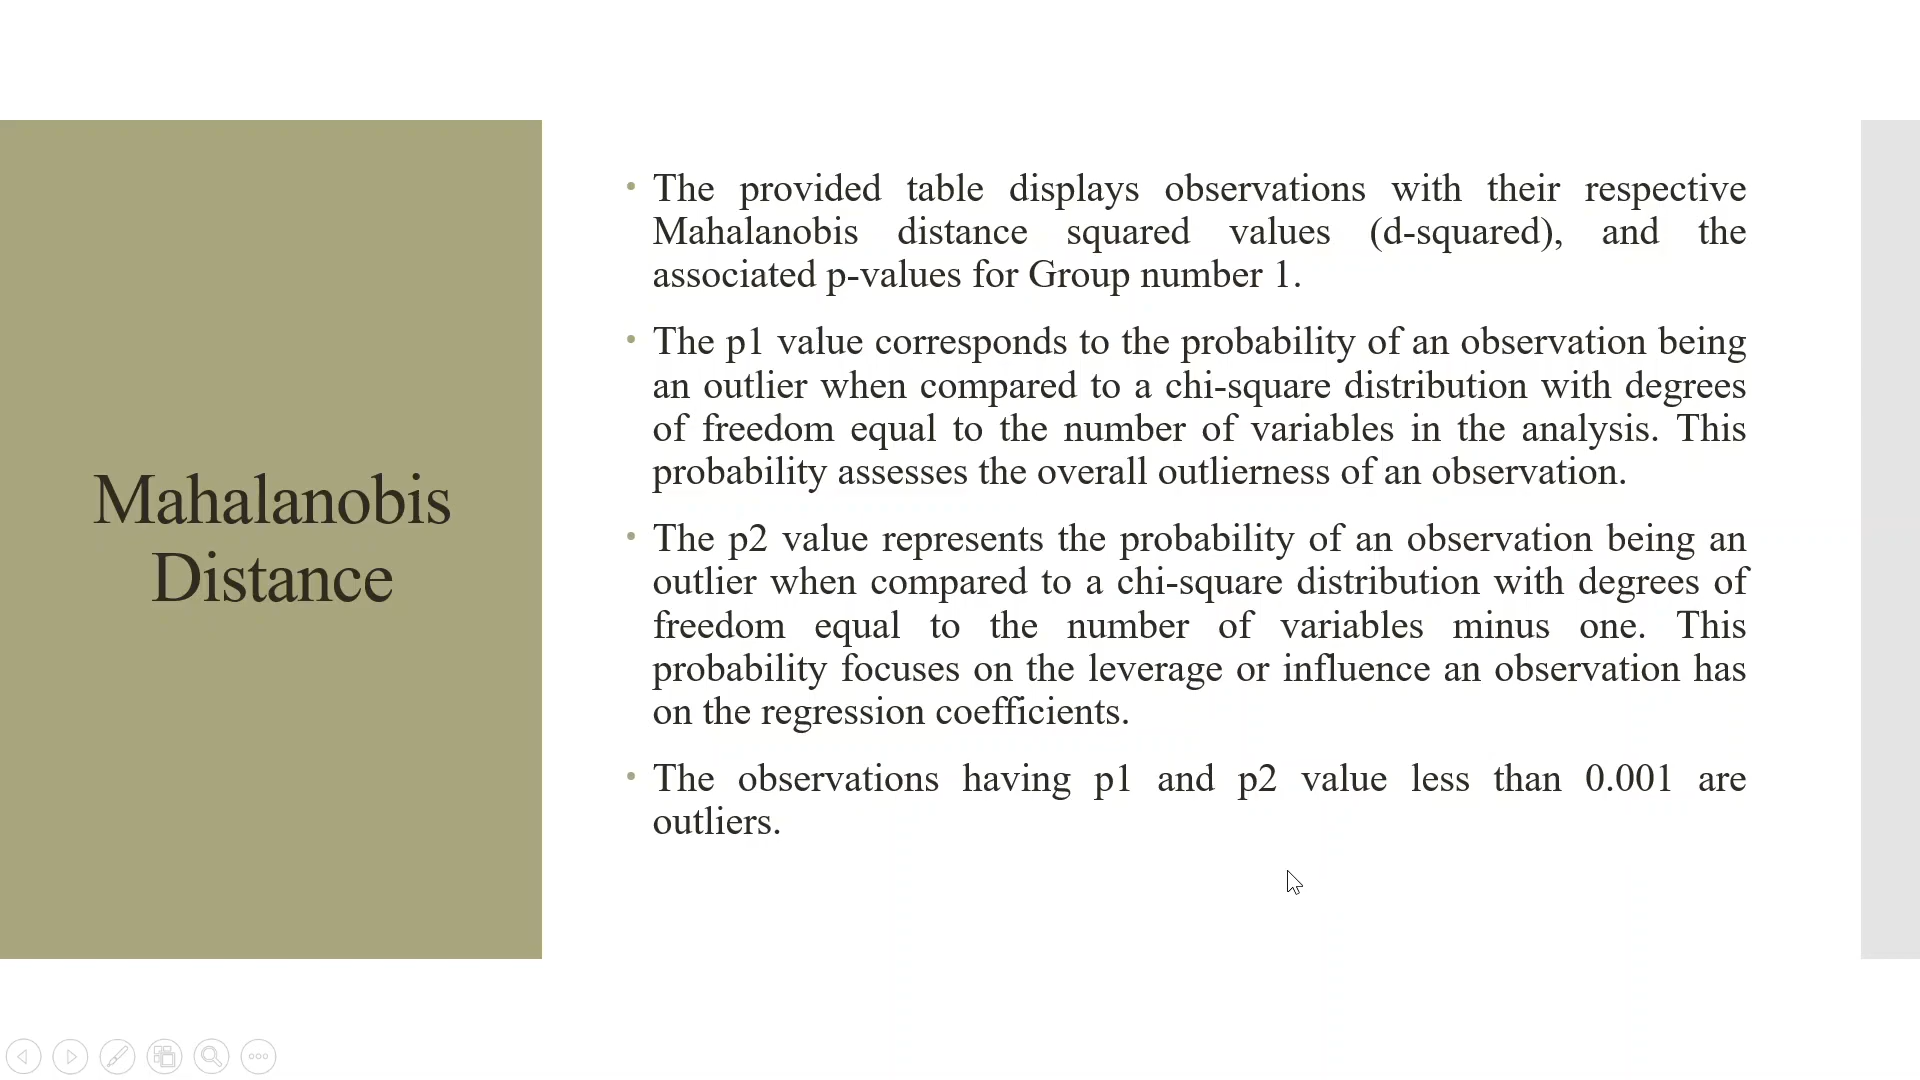 Mahalanobis
Distance
• The provided table displays observations with their respective
Mahalanobis distance squared values (d-squared), and the
associated p-values for Group number 1.
• The p1 value corresponds to the probability of an observation being
an outlier when compared to a chi-square distribution with degrees
of freedom equal to the number of variables in the analysis. This
probability assesses the overall outlierness of an observation.
• The p2 value represents the probability of an observation being an
outlier when compared to a chi-square distribution with degrees of
freedom equal to the number of variables minus one. This
probability focuses on the leverage or influence an observation has
on the regression coefficients.
• The observations having p1 and p2 value less than 0.001 are
outliers.